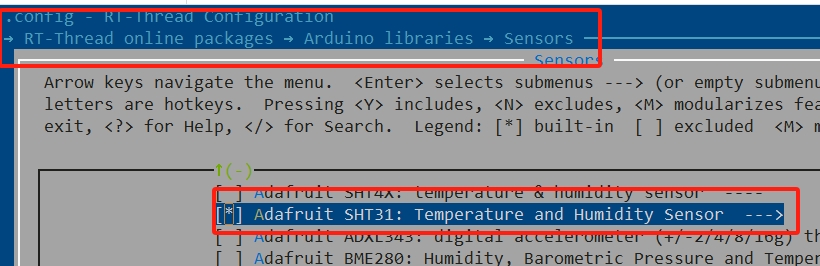 .config - RT-Thread Configuration
→ RT-Thread online packages → Arduino libraries → Sensors
Sensors
Arrow keys navigate the menu.  <Enter> selects submenus ---> (or empty submenu
letters are hotkeys.  Pressing <Y> includes, <N> excludes, <M> modularizes fea
exit, <?> for Help, </> for Search.  Legend: [*] built-in  [ ] excluded  <M> m
↑(-)
[ ] Adafruit SHT4X: temperature & humidity sensor  ----
[*] Adafruit SHT31: Temperature and Humidity Sensor  --->
[ ] Adafruit ADXL343: digital accelerometer (+/-2/4/8/16g) th
[ ] Adafruit BME280: Humidity, Barometric Pressure and Temper